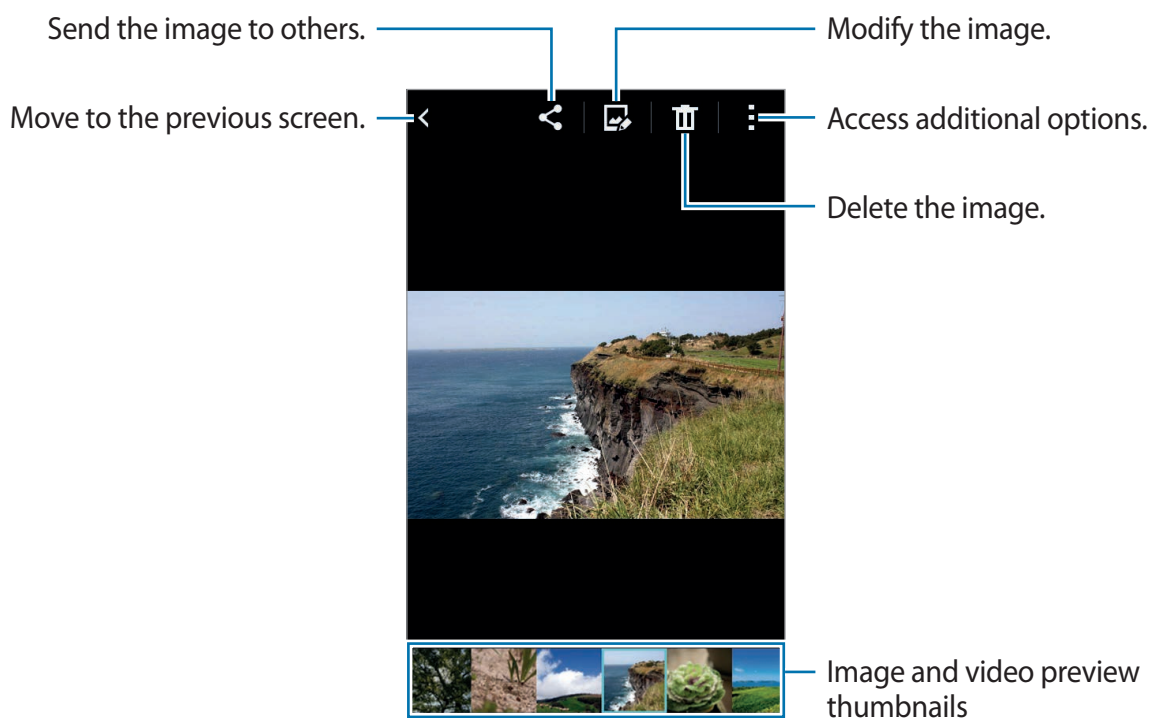 Send the image to others.
Modify the image.
Move to the previous screen.
Access additional options.
Delete the image.
Image and video preview
thumbnails